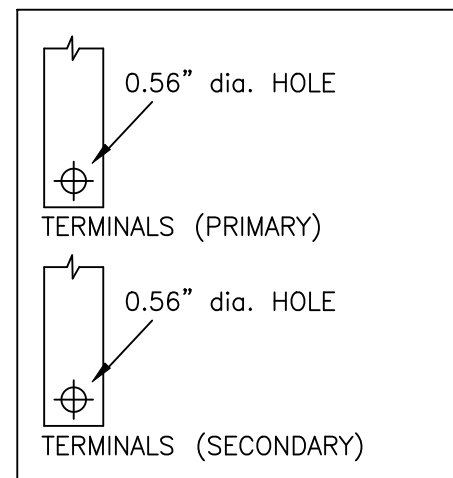 0.56” dia. HOLE
TERMINALS (PRIMARY)
0.56” dia. HOLE
TERMINALS (SECONDARY)